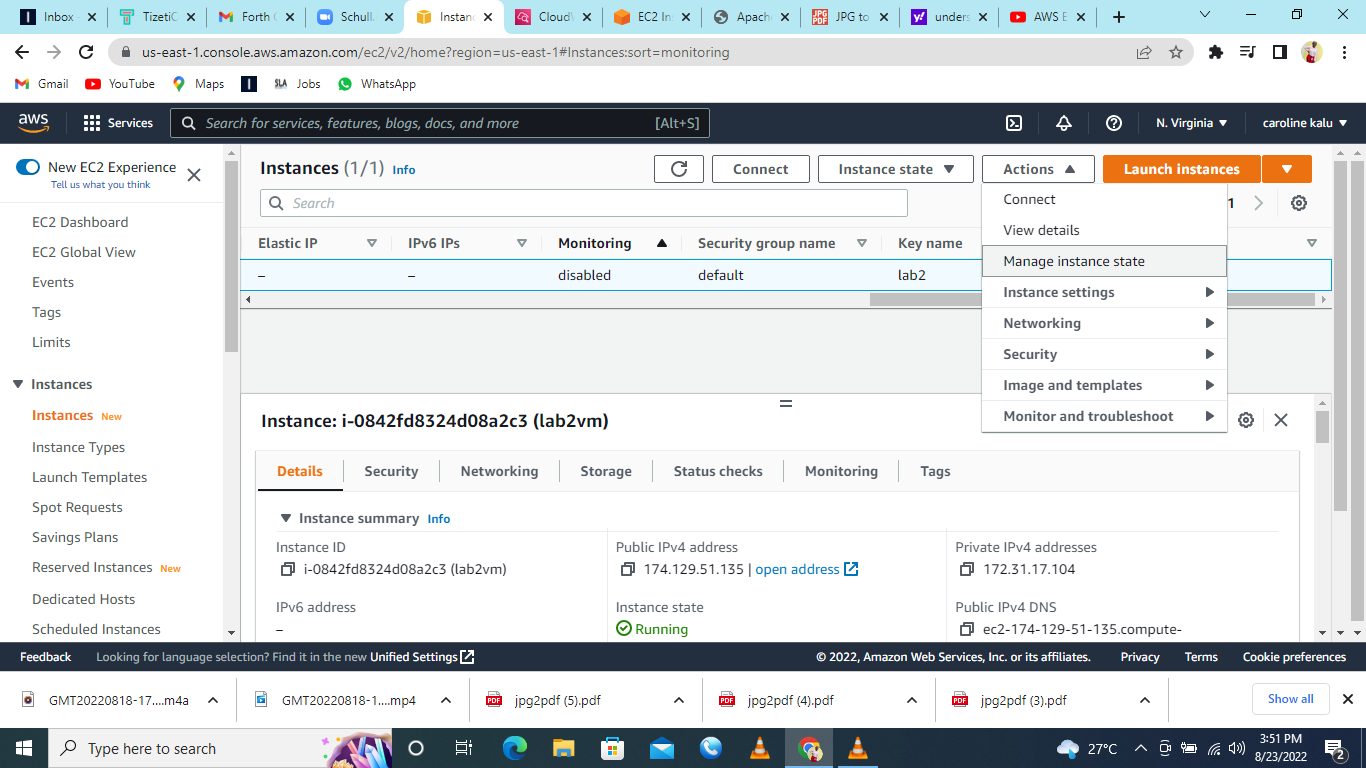 Inbox
TizetiC
Gmail Forth (
Schull.
Instanc
CloudV
EC2 Ins
Apach
JPG to
unders
AWS E
us-east-1.console.aws.amazon.com/ec2/v2/home?region=us-east-1#Instances:sort=monitoring
Gmail YouTube Maps SLA Jobs WhatsApp
aws Services Search for services, features, blogs, docs, and more [Alt+S] N. Virginia caroline kalu
New EC2 Experience
Tell us what you think
EC2 Dashboard
EC2 Global View
Events
Tags
Limits
Instances
Instances New
Instance Types
Launch Templates
Spot Requests
Savings Plans
Reserved Instances New
Dedicated Hosts
Scheduled Instances
Instances (1/1) Info Connect Instance state Actions Launch instances
Search 1
Elastic IP IPv6 IPs Monitoring Security group name Key name
– – disabled default lab2
Connect
View details
Manage instance state
Instance settings
Networking
Security
Image and templates
Monitor and troubleshoot
Instance: i-0842fd8324d08a2c3 (lab2vm)
Details Security Networking Storage Status checks Monitoring Tags
Instance summary Info
Instance ID
i-0842fd8324d08a2c3 (lab2vm)
Public IPv4 address
174.129.51.135 | open address
Private IPv4 addresses
172.31.17.104
IPv6 address
–
Instance state
Running
Public IPv4 DNS
ec2-174-129-51-135.compute-
Feedback Looking for language selection? Find it in the new Unified Settings © 2022, Amazon Web Services, Inc. or its affiliates. Privacy Terms Cookie preferences
GMT20220818-17....m4a GMT20220818-1....mp4 jpg2pdf (5).pdf jpg2pdf (4).pdf jpg2pdf (3).pdf Show all
Type here to search 27°C 3:51 PM
8/23/2022 2